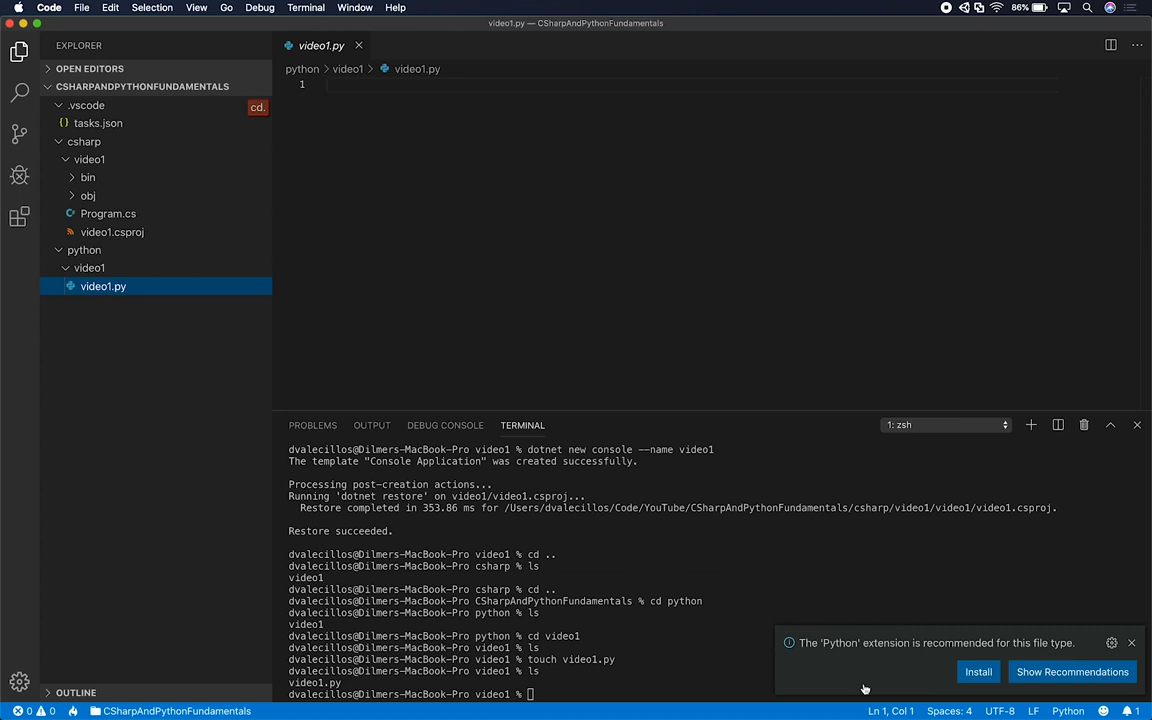 Code File Edit Selection View Go Debug Terminal Window Help 86%
video1.py — CSharpAndPythonFundamentals
EXPLORER
video1.py
OPEN EDITORS
python > video1 > video1.py
CSHARPANDPYTHONFUNDAMENTALS
1
.vscode
cd.
{} tasks.json
csharp
video1
bin
obj
C# Program.cs
video1.csproj
python
video1
video1.py
PROBLEMS OUTPUT DEBUG CONSOLE TERMINAL 1: zsh
dvalecillos@Dilmers-MacBook-Pro video1 % dotnet new console --name video1
The template "Console Application" was created successfully.
Processing post-creation actions...
Running 'dotnet restore' on video1/video1.csproj...
Restore completed in 353.86 ms for /Users/dvalecillos/Code/YouTube/CSharpAndPythonFundamentals/csharp/video1/video1/video1.csproj.
Restore succeeded.
dvalecillos@Dilmers-MacBook-Pro video1 % cd ..
dvalecillos@Dilmers-MacBook-Pro csharp % ls
video1
dvalecillos@Dilmers-MacBook-Pro csharp % cd ..
dvalecillos@Dilmers-MacBook-Pro CSharpAndPythonFundamentals % cd python
dvalecillos@Dilmers-MacBook-Pro python % ls
video1
dvalecillos@Dilmers-MacBook-Pro python % cd video1
dvalecillos@Dilmers-MacBook-Pro video1 % ls
dvalecillos@Dilmers-MacBook-Pro video1 % touch video1.py
dvalecillos@Dilmers-MacBook-Pro video1 % ls
video1.py
dvalecillos@Dilmers-MacBook-Pro video1 %
The 'Python' extension is recommended for this file type.
Install Show Recommendations
OUTLINE
0 0 CSharpAndPythonFundamentals Ln 1, Col 1 Spaces: 4 UTF-8 LF Python 1